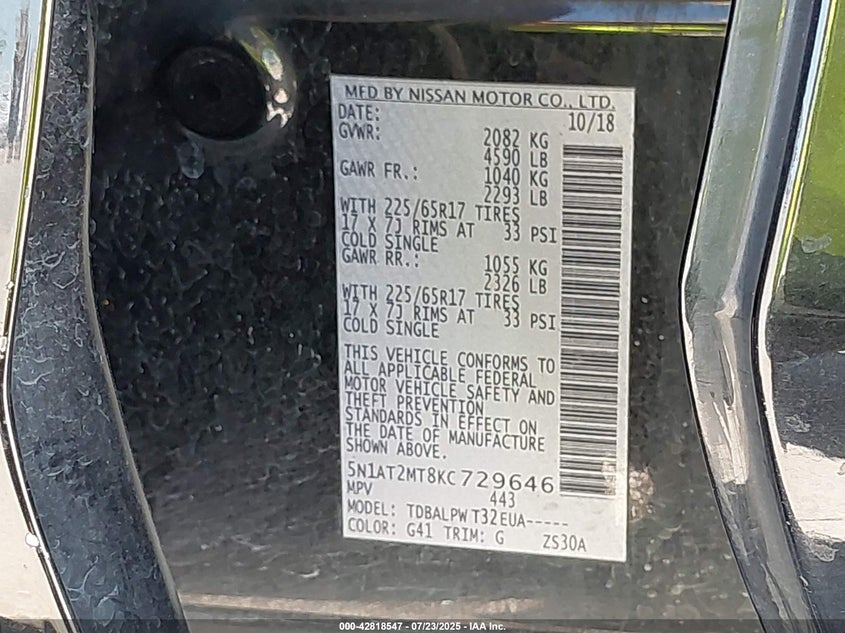 MFD BY NISSAN MOTOR CO., LTD.
DATE: 10/18
GVWR: 2082 KG
4590 LB
GAWR FR.: 1040 KG
2293 LB
WITH 225/65R17 TIRES
17 X 7J RIMS AT 33 PSI
COLD SINGLE
GAWR RR.: 1055 KG
2326 LB
WITH 225/65R17 TIRES
17 X 7J RIMS AT 33 PSI
COLD SINGLE
THIS VEHICLE CONFORMS TO
ALL APPLICABLE FEDERAL
MOTOR VEHICLE SAFETY AND
THEFT PREVENTION
STANDARDS IN EFFECT ON
THE DATE OF MANUFACTURE
SHOWN ABOVE.
5N1AT2MT8KC729646
MPV 443
MODEL: TDBALPWT32EUA-----
COLOR: G41 TRIM: G ZS30A
000-42818547 - 07/23/2025 - IAA Inc.